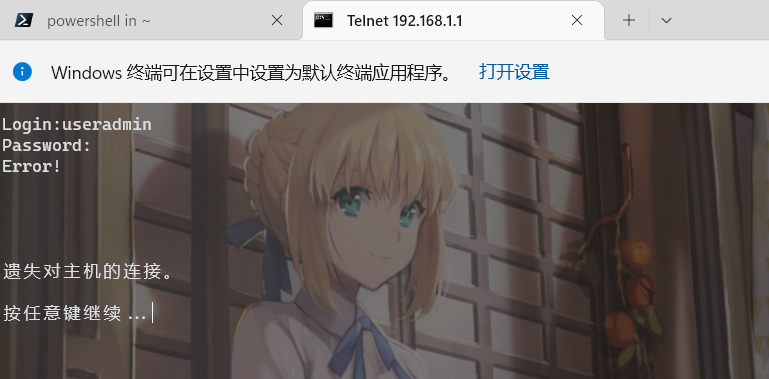 powershell in ~
Telnet 192.168.1.1
Windows 终端可在设置中设置为默认终端应用程序。 打开设置
Login:useradmin
Password:
Error!
遗失对主机的连接。
按任意键继续...